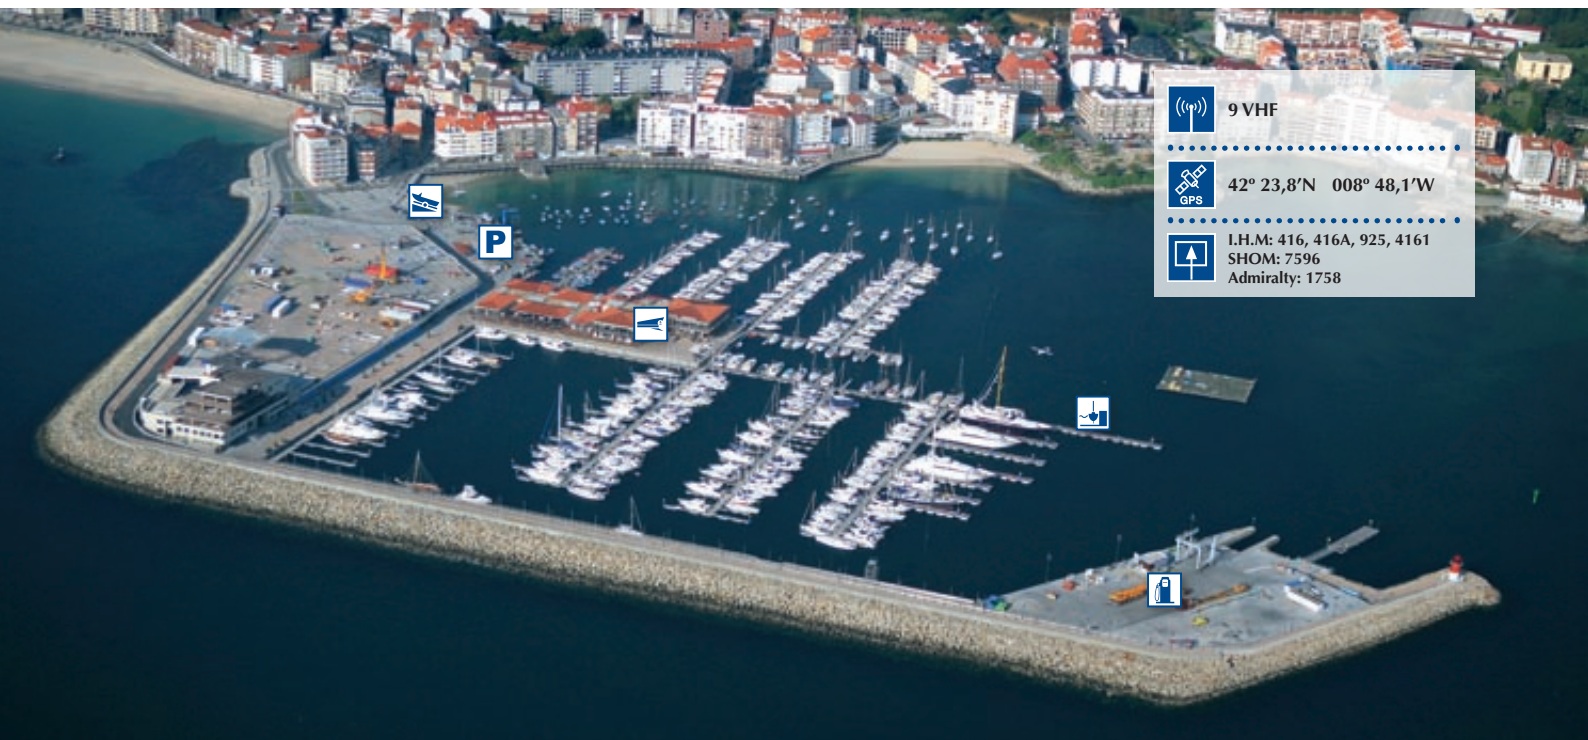 9 VHF
42º 23,8’N 008º 48,1’W
GPS
I.H.M: 416, 416A, 925, 4161
SHOM: 7596
Admiralty: 1758
P